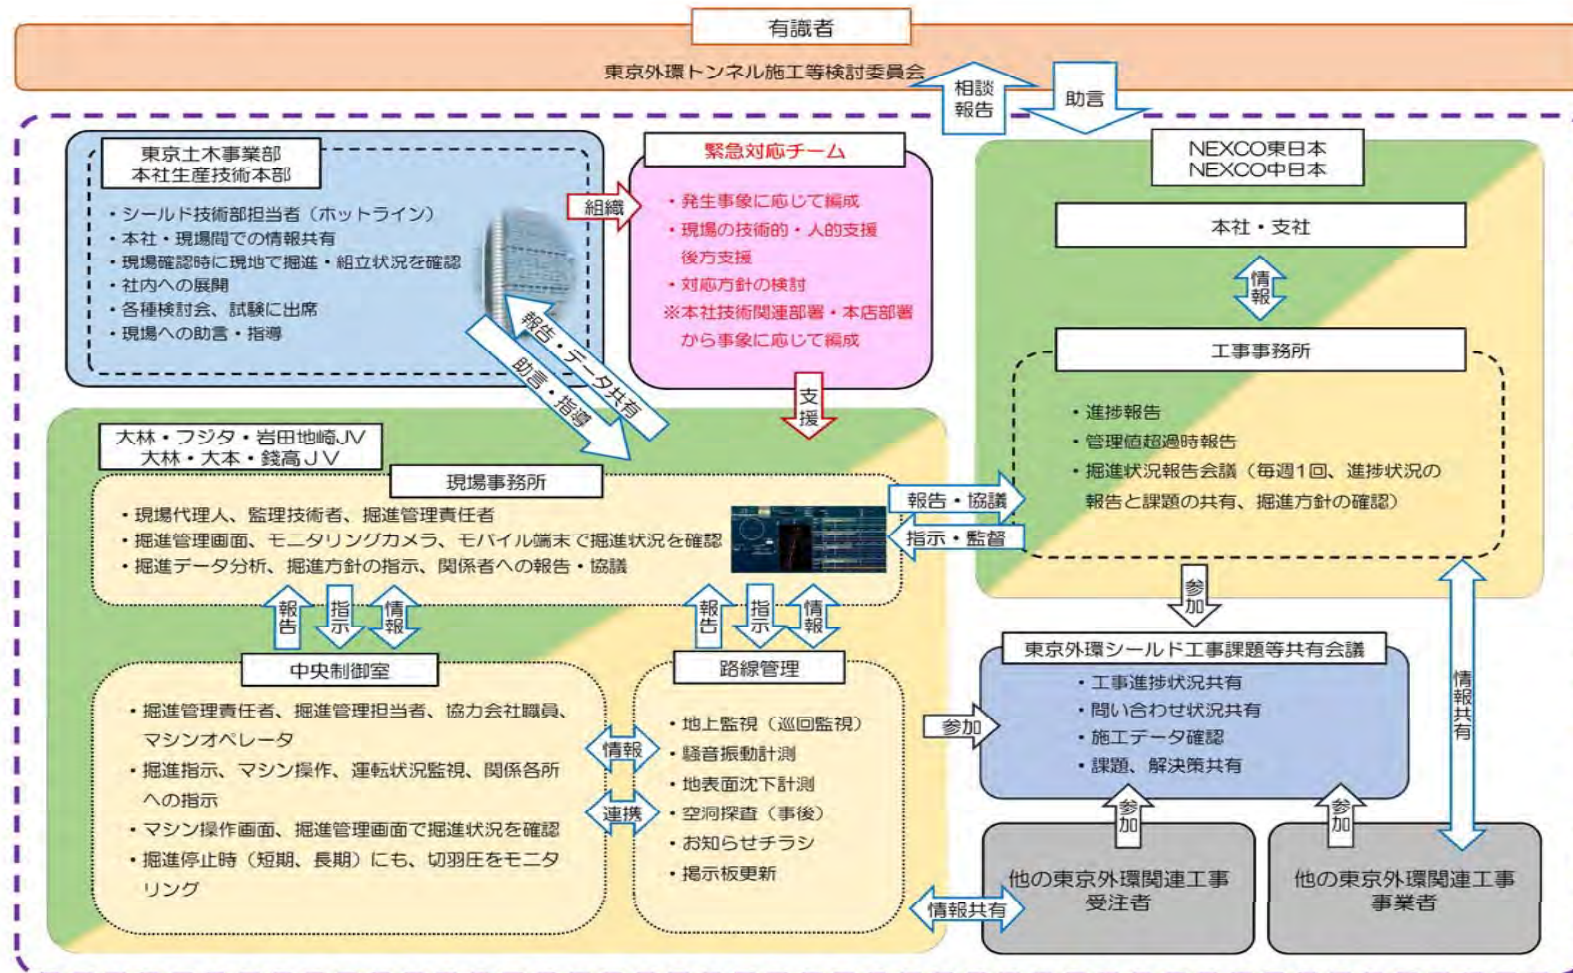 有識者
東京外環トンネル施工等検討委員会
相談
報告
助言
東京土木事業部
本社生産技術本部
・シールド技術部担当者（ホットライン）
・本社・現場間での情報共有
・現場確認時に現地で掘進・組立状況を確認
・社内への展開
・各種検討会、試験に出席
・現場への助言・指導
組織
緊急対応チーム
・発生事象に応じて編成
・現場の技術的・人的支援
後方支援
・対応方針の検討
※本社技術関連部署・本店部署
から事象に応じて編成
支援
報告・データ共有
助言・指導
NEXCO東日本
NEXCO中日本
本社・支社
情報
工事事務所
・進捗報告
・管理値超過時報告
・掘進状況報告会議（毎週1回、進捗状況の
報告と課題の共有、掘進方針の確認）
大林・フジタ・岩田地崎JV
大林・大本・錢高ＪＶ
現場事務所
・現場代理人、監理技術者、掘進管理責任者
・掘進管理画面、モニタリングカメラ、モバイル端末で掘進状況を確認
・掘進データ分析、掘進方針の指示、関係者への報告・協議
報告・協議
指示・監督
報告
指示
情報
報告
指示
情報
中央制御室
・掘進管理責任者、掘進管理担当者、協力会社職員、
マシンオペレータ
・掘進指示、マシン操作、運転状況監視、関係各所
への指示
・マシン操作画面、掘進管理画面で掘進状況を確認
・掘進停止時（短期、長期）にも、切羽圧をモニタ
リング
情報
連携
路線管理
・地上監視（巡回監視）
・騒音振動計測
・地表面沈下計測
・空洞探査（事後）
・お知らせチラシ
・掲示板更新
参加
参加
東京外環シールド工事課題等共有会議
・工事進捗状況共有
・問い合わせ状況共有
・施工データ確認
・課題、解決策共有
情報共有
参加
参加
情報共有
他の東京外環関連工事
受注者
他の東京外環関連工事
事業者